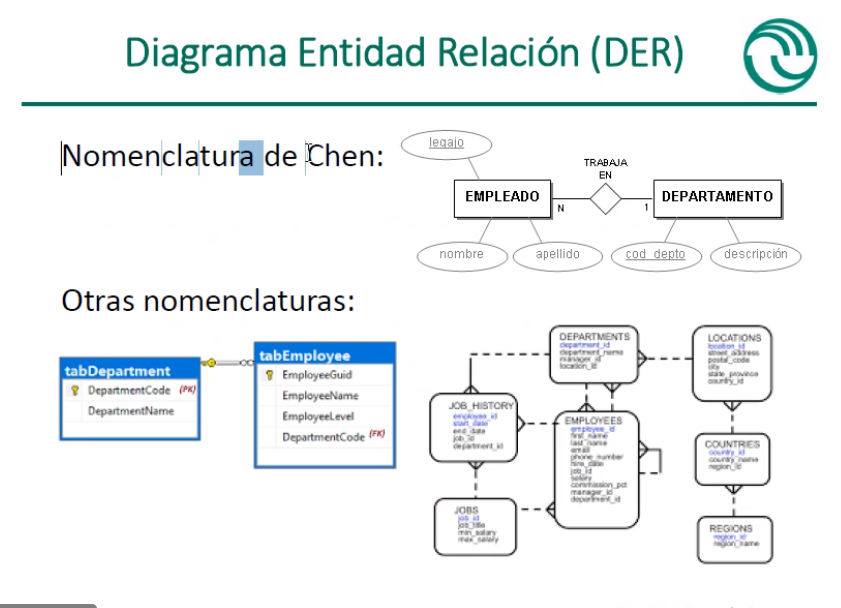 Diagrama Entidad Relación (DER)
Nomenclatura de Chen:
legajo
TRABAJA
EN
EMPLEADO
N
1
DEPARTAMENTO
nombre
apellido
cod_depto
descripción
Otras nomenclaturas:
tabDepartment
DepartmentCode (PK)
DepartmentName
tabEmployee
EmployeeGuid
EmployeeName
EmployeeLevel
DepartmentCode (FK)
DEPARTMENTS
department_id
department_name
manager_id
location_id
LOCATIONS
location_id
street_address
postal_code
city
state_province
country_id
JOB_HISTORY
employee_id
start_date
end_date
job_id
department_id
EMPLOYEES
employee_id
first_name
last_name
email
phone_number
hire_date
job_id
salary
commission_pct
manager_id
department_id
COUNTRIES
country_id
country_name
region_id
JOBS
job_id
job_title
min_salary
max_salary
REGIONS
region_id
region_name